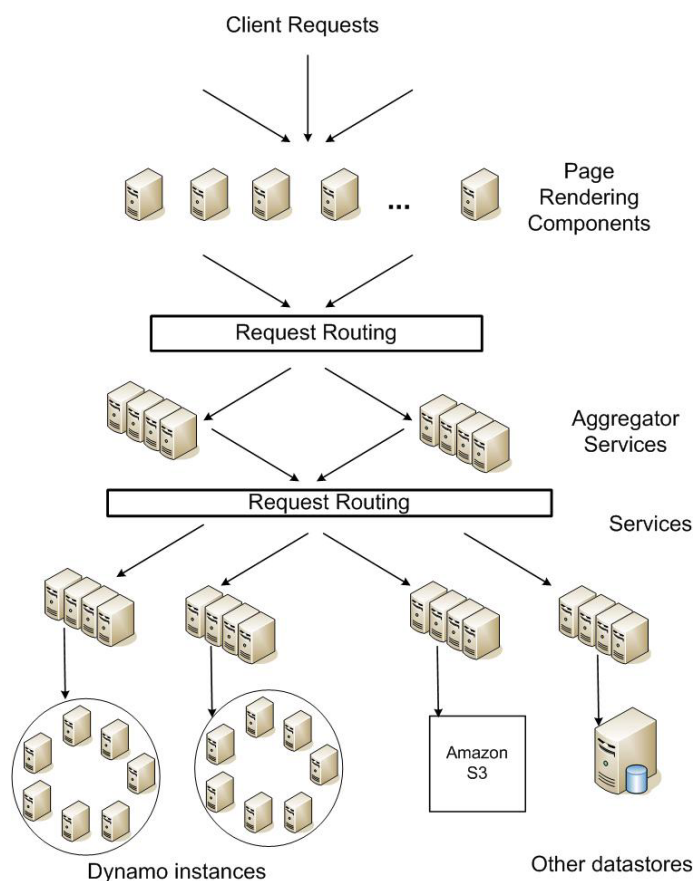 Client Requests
Page
Rendering
Components
...
Request Routing
Aggregator
Services
Request Routing
Services
Amazon
S3
Dynamo instances
Other datastores